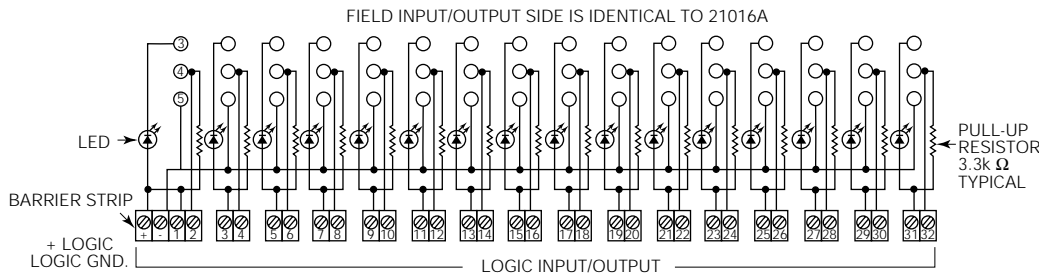 FIELD INPUT/OUTPUT SIDE IS IDENTICAL TO 21016A
3
4
5
LED
PULL-UP
RESISTOR
3.3k Ω
TYPICAL
BARRIER STRIP
+ - 1 2 3 4 5 6 7 8 9 10 11 12 13 14 15 16 17 18 19 20 21 22 23 24 25 26 27 28 29 30 31 32
+ LOGIC
LOGIC GND.
LOGIC INPUT/OUTPUT